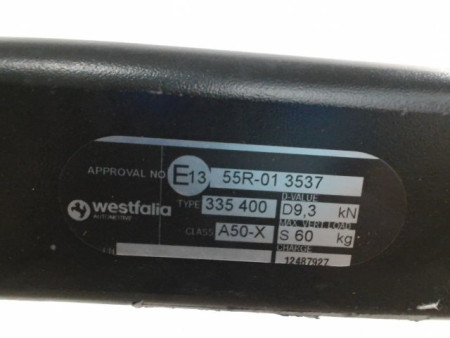 APPROVAL NO E13 55R-01 3537
westfalia
AUTOMOTIVE
TYPE 335 400
D-VALUE
D9,3 kN
CLASS A50-X
MAX. VERT. LOAD
S 60 kg
CHARGE
12487927